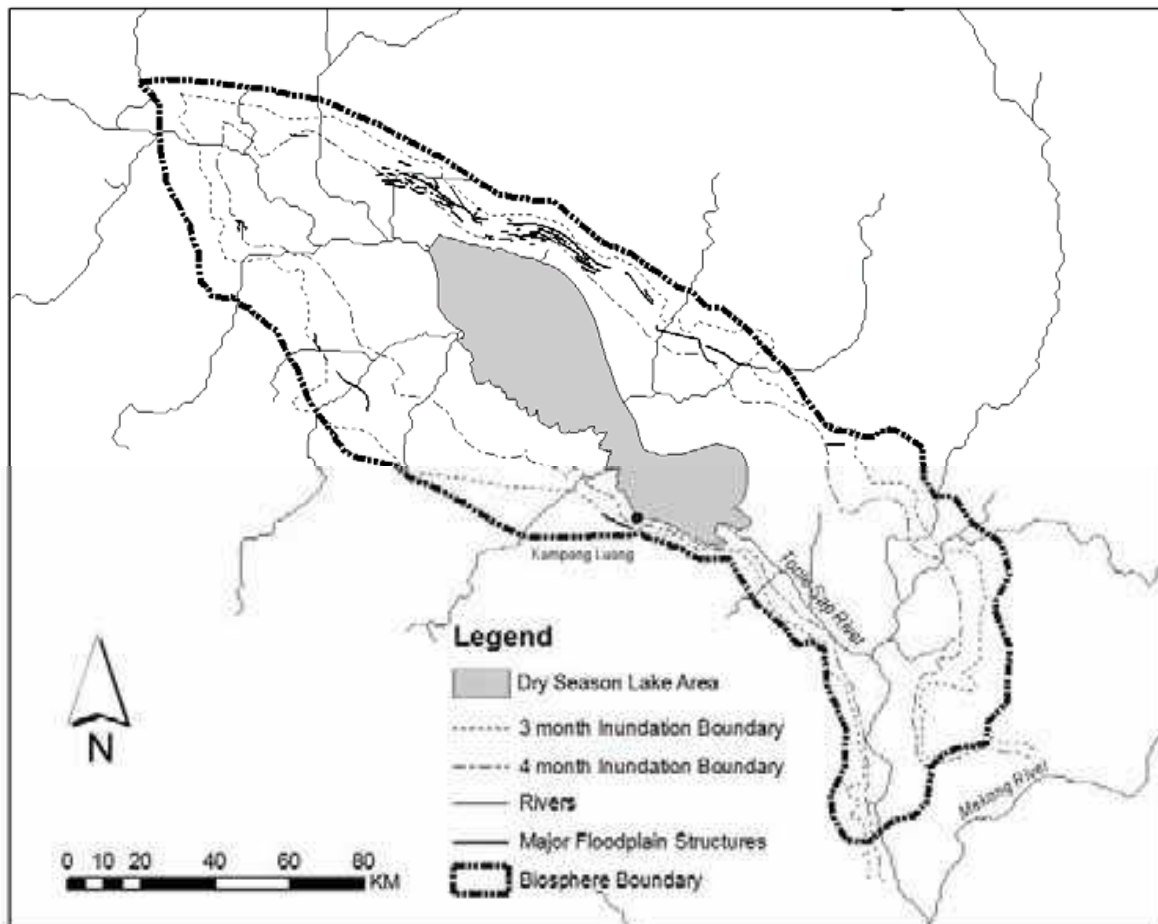 Kampong Luong
Tonle Sap River
Mekong River
Legend
Dry Season Lake Area
3 month Inundation Boundary
4 month Inundation Boundary
Rivers
Major Floodplain Structures
Biosphere Boundary
N
0 10 20 40 60 80
KM